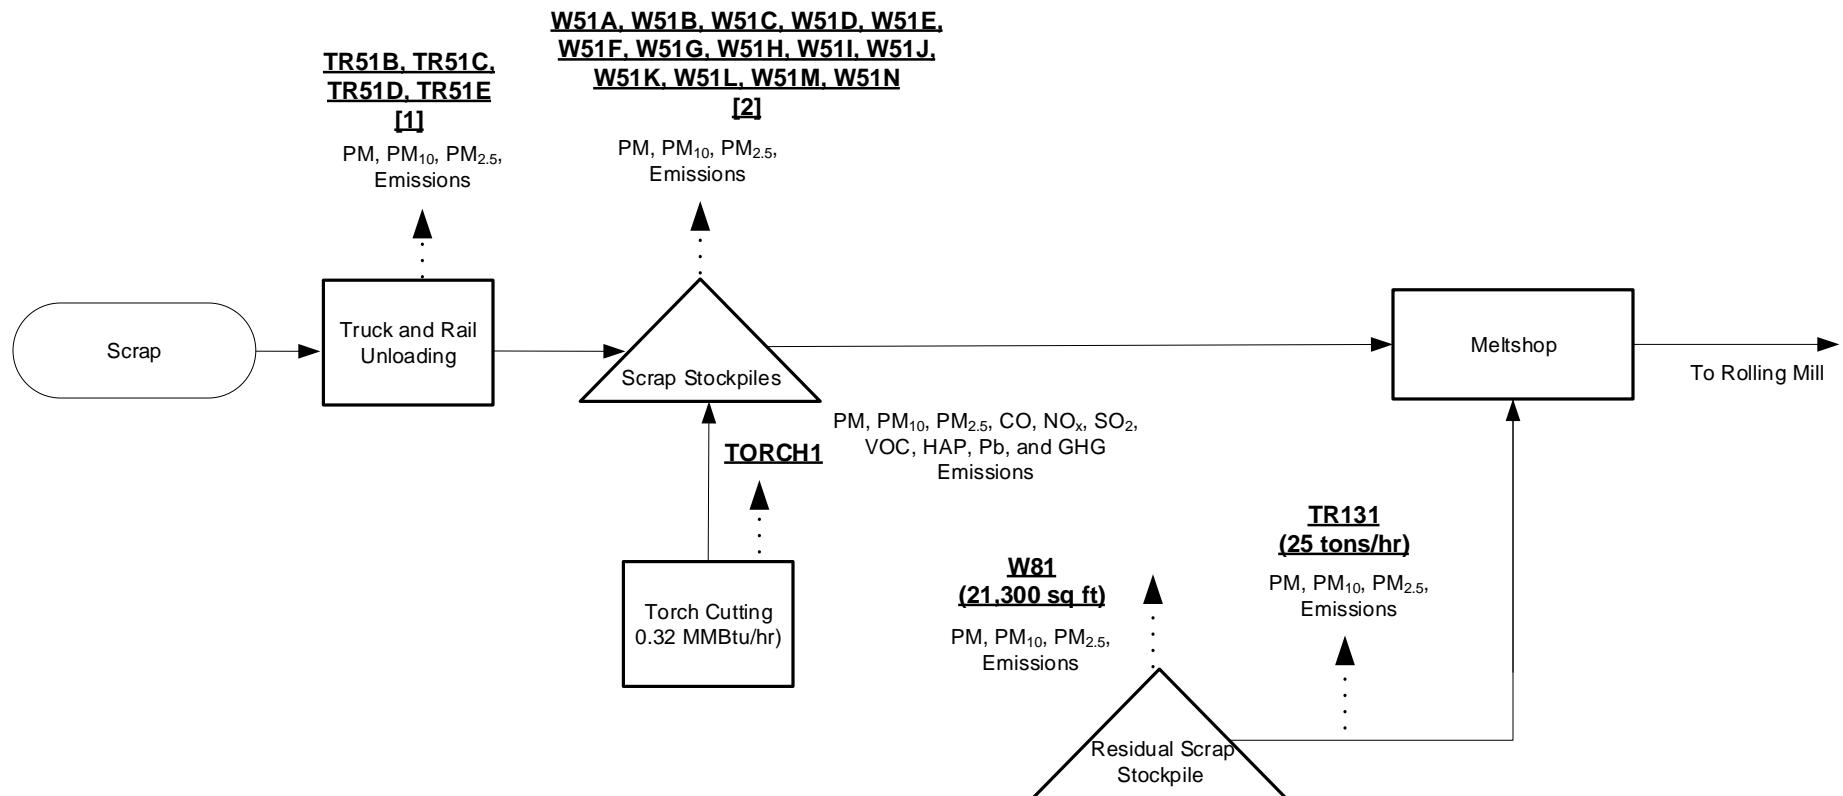 W51A, W51B, W51C, W51D, W51E,
W51F, W51G, W51H, W51I, W51J,
W51K, W51L, W51M, W51N
[2]
PM, PM10, PM2.5,
Emissions
TR51B, TR51C,
TR51D, TR51E
[1]
PM, PM10, PM2.5,
Emissions
Scrap
Truck and Rail
Unloading
Scrap Stockpiles
Meltshop
To Rolling Mill
PM, PM10, PM2.5, CO, NOx, SO2,
VOC, HAP, Pb, and GHG
Emissions
TORCH1
Torch Cutting
0.32 MMBtu/hr)
W81
(21,300 sq ft)
PM, PM10, PM2.5,
Emissions
TR131
(25 tons/hr)
PM, PM10, PM2.5,
Emissions
Residual Scrap
Stockpile